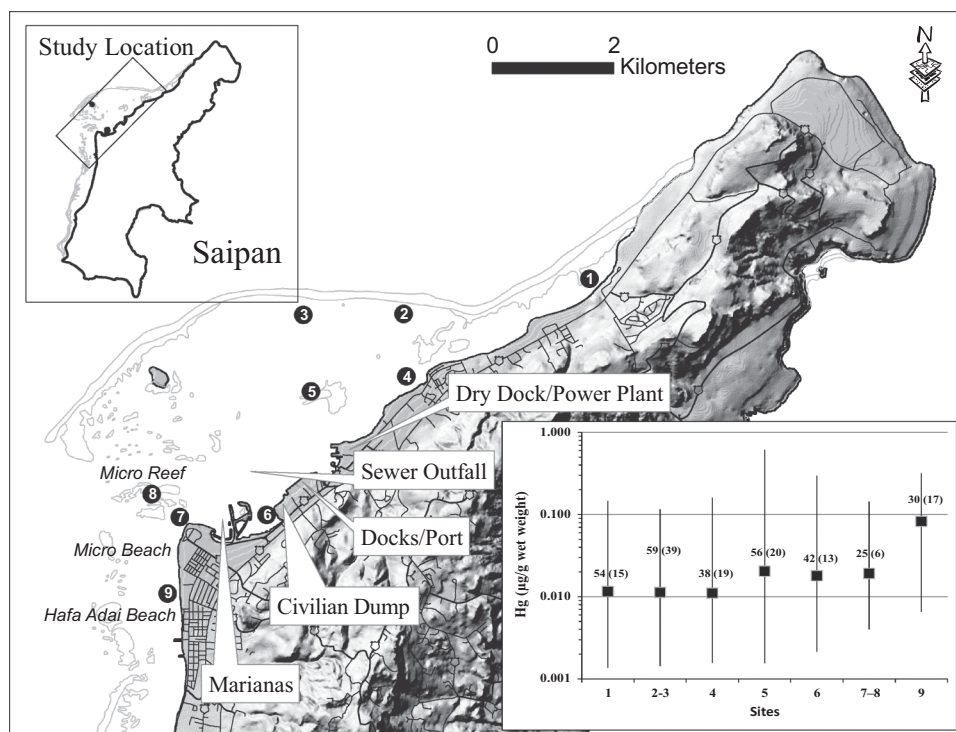 Study Location
Saipan
0 2
Kilometers
N
1
3 2
4
5
Dry Dock/Power Plant
Sewer Outfall
Micro Reef
8
7
6
Docks/Port
Micro Beach
Civilian Dump
9
Hafa Adai Beach
Marianas
Hg (µg/g wet weight)
1.000
0.100
0.010
0.001
54 (15)
59 (39)
38 (19)
56 (20)
42 (13)
25 (6)
30 (17)
1 2-3 4 5 6 7–8 9
Sites